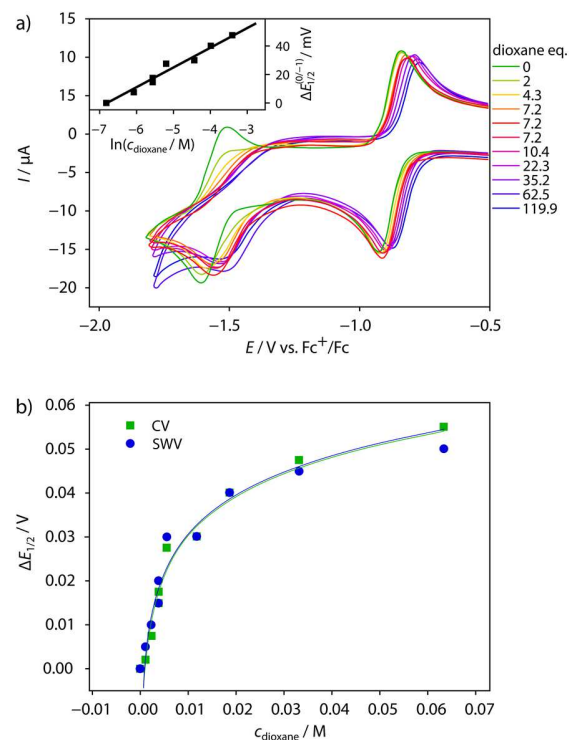 a)
15
10
15
0
−5
−10
−15
−20
I / μA
−2.0 −1.5 −1.0 −0.5
E / V vs. Fc⁺/Fc
40
20
0
ΔE₁/₂⁽⁰/⁻¹⁾ / mV
−7 −6 −5 −4 −3
ln(c_dioxane / M)
dioxane eq.
0
2
4.3
7.2
7.2
7.2
10.4
22.3
35.2
62.5
119.9
b)
0.06
0.05
0.04
0.03
0.02
0.01
0.00
ΔE₁/₂ / V
CV
SWV
−0.01 0.00 0.01 0.02 0.03 0.04 0.05 0.06 0.07
c_dioxane / M